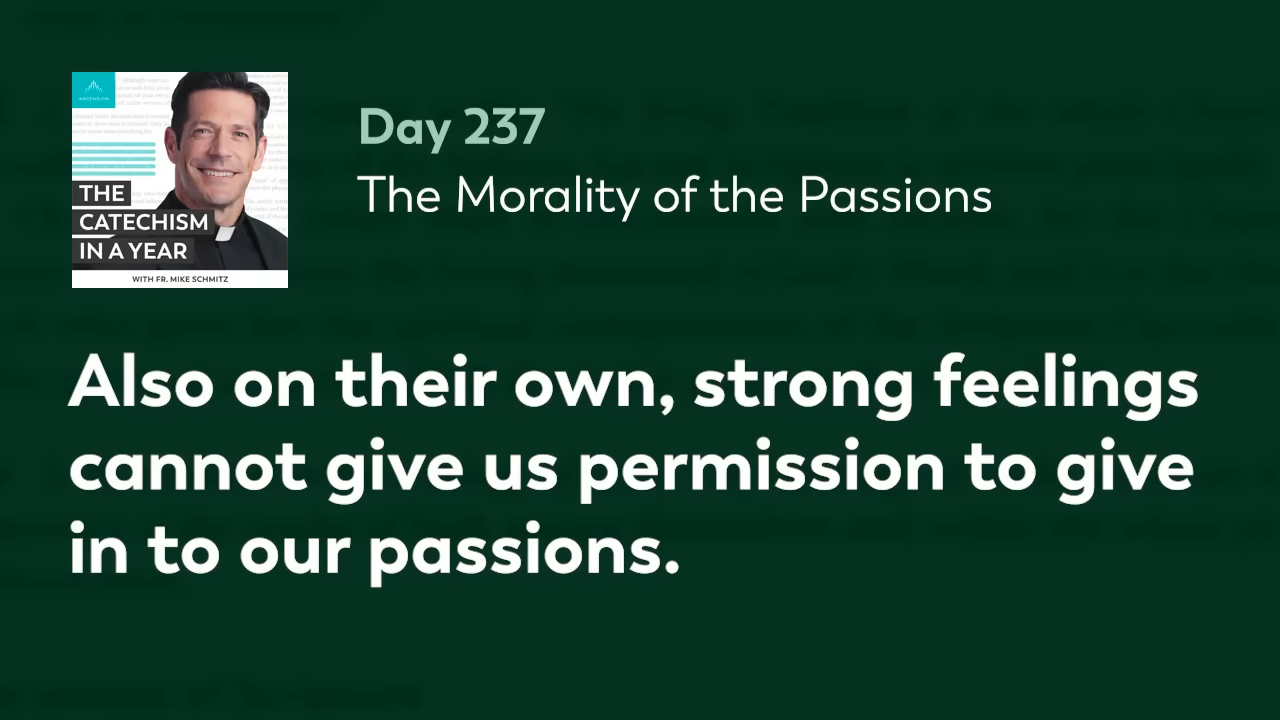 ASCENSION
THE
CATECHISM
IN A YEAR
WITH FR. MIKE SCHMITZ
Day 237
The Morality of the Passions
Also on their own, strong feelings
cannot give us permission to give
in to our passions.